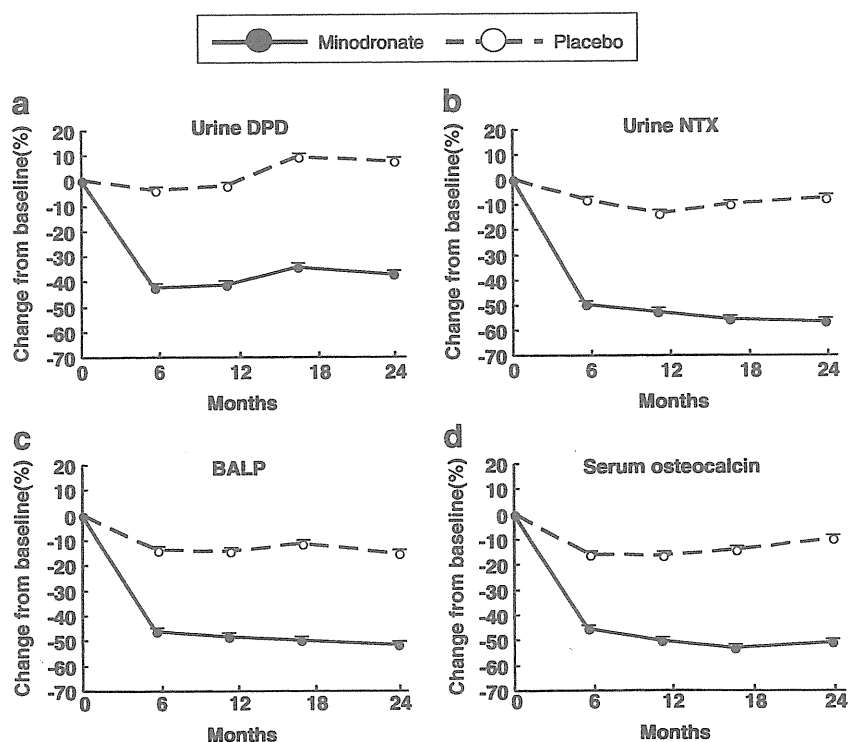 Minodronate Placebo
a
Urine DPD
Change from baseline(%)
20
10
0
-10
-20
-30
-40
-50
-60
-70
0 6 12 18 24
Months
b
Urine NTX
Change from baseline(%)
20
10
0
-10
-20
-30
-40
-50
-60
-70
0 6 12 18 24
Months
c
BALP
Change from baseline(%)
20
10
0
-10
-20
-30
-40
-50
-60
-70
0 6 12 18 24
Months
d
Serum osteocalcin
Change from baseline(%)
20
10
0
-10
-20
-30
-40
-50
-60
-70
0 6 12 18 24
Months